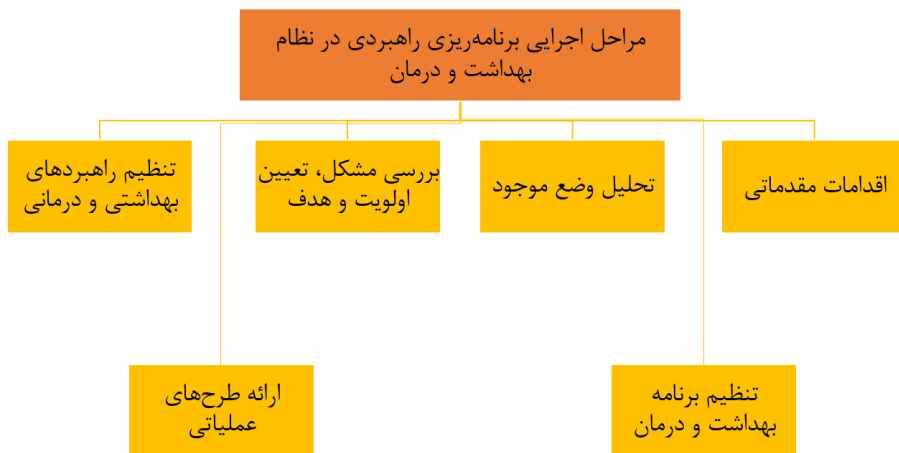 مراحل اجرایی برنامه‌ریزی راهبردی در نظام
بهداشت و درمان
اقدامات مقدماتی
تحلیل وضع موجود
بررسی مشکل، تعیین
اولویت و هدف
تنظیم راهبردهای
بهداشتی و درمانی
تنظیم برنامه
بهداشت و درمان
ارائه طرح‌های
عملیاتی